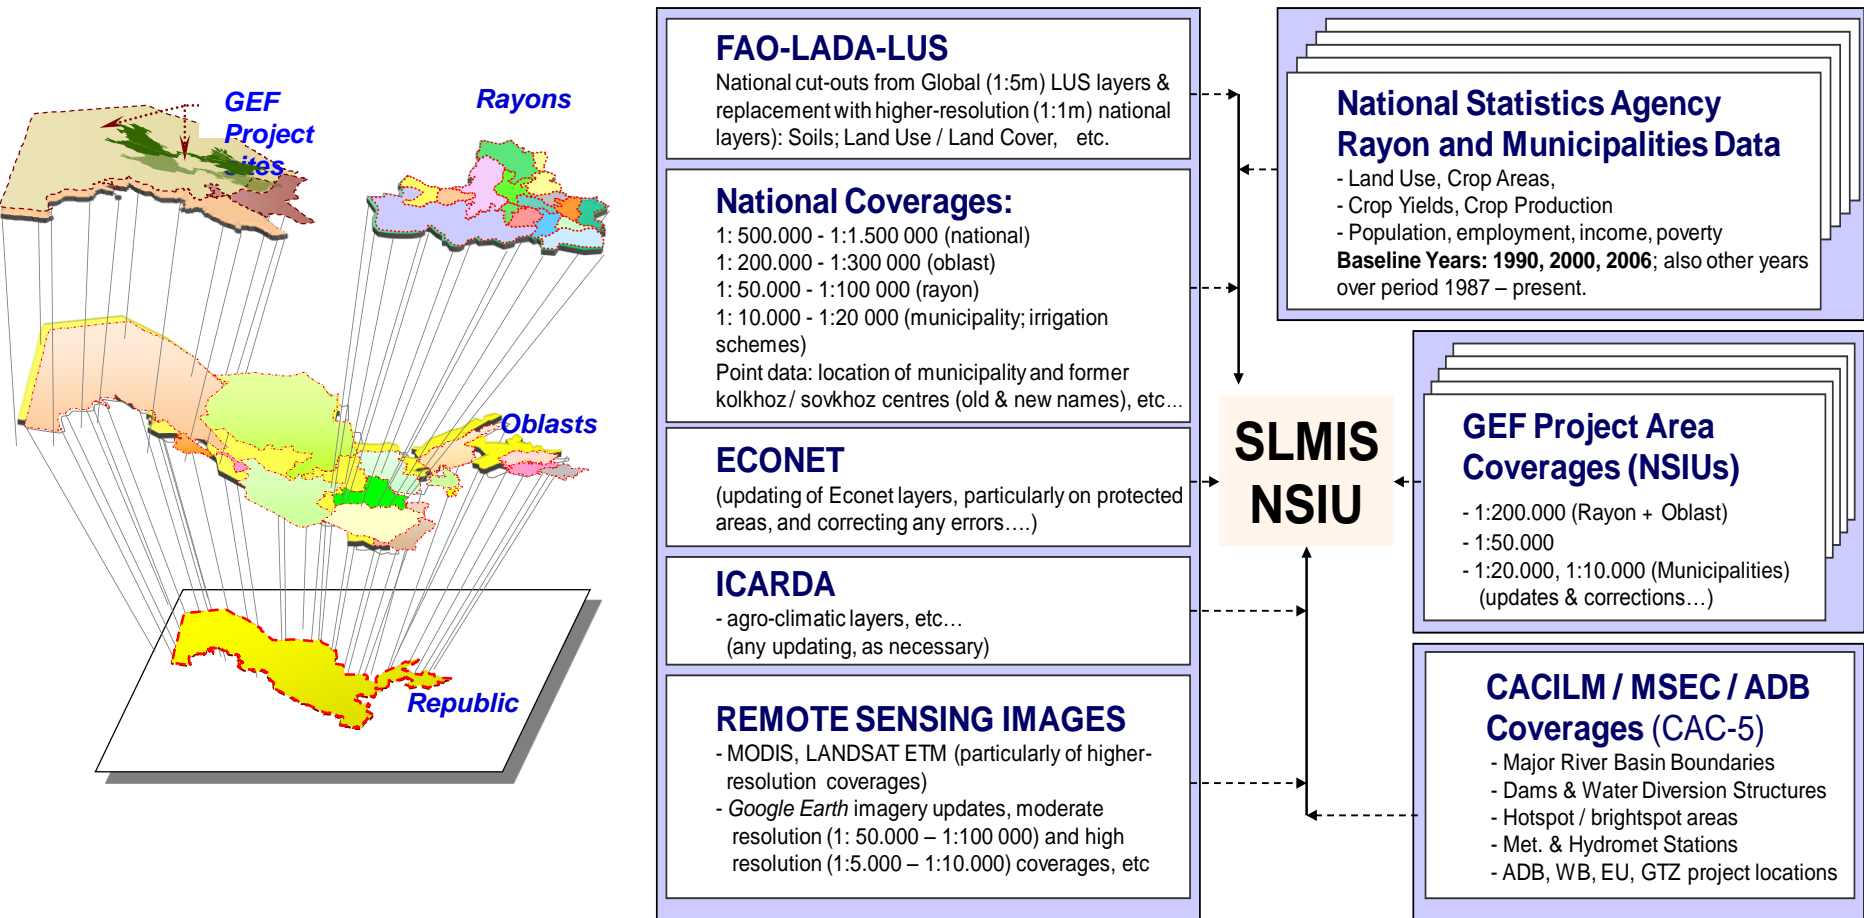 GEF
Project
sites
Rayons
Oblasts
Republic
FAO-LADA-LUS
National cut-outs from Global (1:5m) LUS layers &
replacement with higher-resolution (1:1m) national
layers): Soils; Land Use / Land Cover, etc.
National Coverages:
1: 500.000 - 1:1.500 000 (national)
1: 200.000 - 1:300 000 (oblast)
1: 50.000 - 1:100 000 (rayon)
1: 10.000 - 1:20 000 (municipality; irrigation
schemes)
Point data: location of municipality and former
kolkhoz / sovkhoz centres (old & new names), etc…
ECONET
(updating of Econet layers, particularly on protected
areas, and correcting any errors….)
ICARDA
- agro-climatic layers, etc…
(any updating, as necessary)
REMOTE SENSING IMAGES
- MODIS, LANDSAT ETM (particularly of higher-
resolution coverages)
- Google Earth imagery updates, moderate
resolution (1: 50.000 – 1:100 000) and high
resolution (1:5.000 – 1:10.000) coverages, etc
SLMIS
NSIU
National Statistics Agency
Rayon and Municipalities Data
- Land Use, Crop Areas,
- Crop Yields, Crop Production
- Population, employment, income, poverty
Baseline Years: 1990, 2000, 2006; also other years
over period 1987 – present.
GEF Project Area
Coverages (NSIUs)
- 1:200.000 (Rayon + Oblast)
- 1:50.000
- 1:20.000, 1:10.000 (Municipalities)
(updates & corrections…)
CACILM / MSEC / ADB
Coverages (CAC-5)
- Major River Basin Boundaries
- Dams & Water Diversion Structures
- Hotspot / brightspot areas
- Met. & Hydromet Stations
- ADB, WB, EU, GTZ project locations